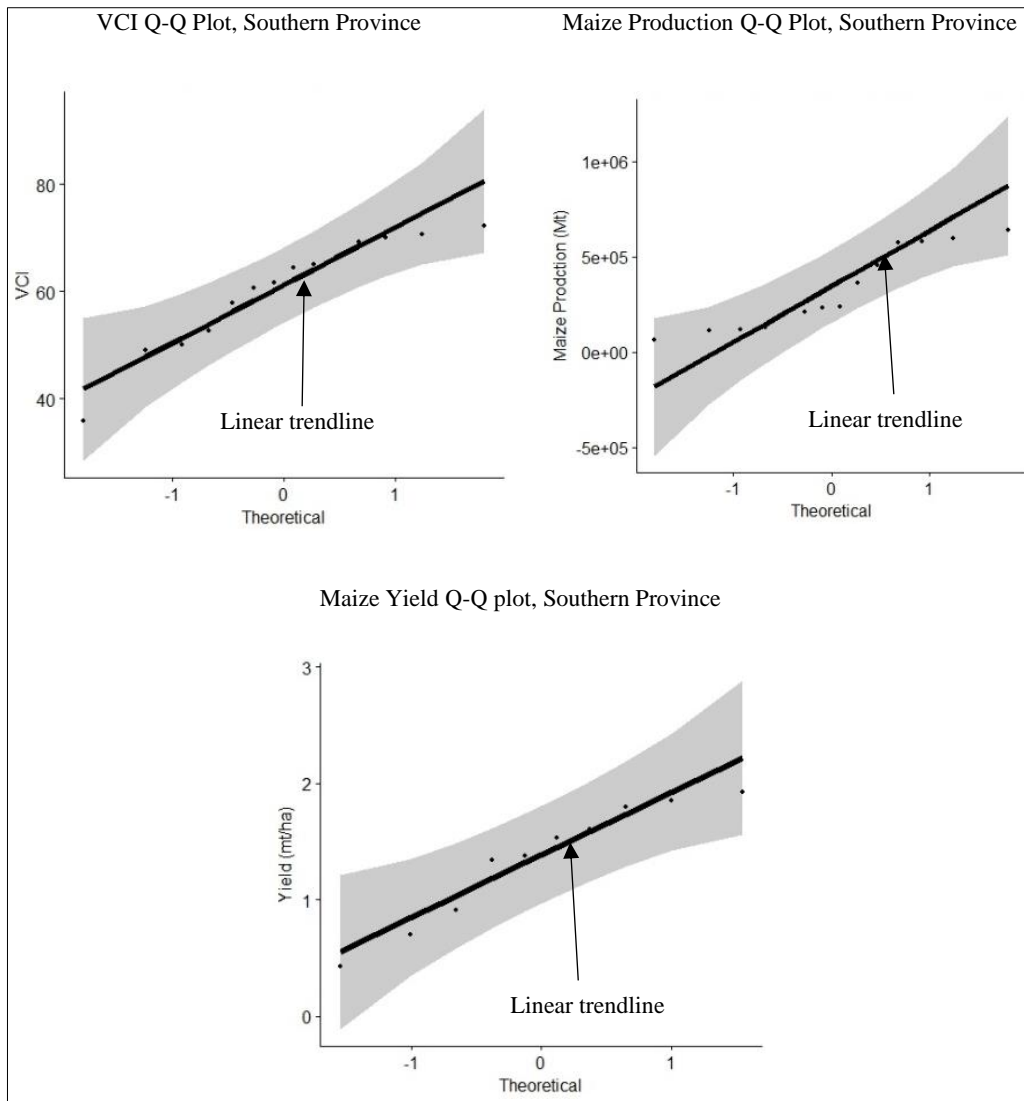 VCI Q-Q Plot, Southern Province
Maize Production Q-Q Plot, Southern Province
VCI
80
60
40
-1
0
1
Theoretical
Linear trendline
Maize Prodction (Mt)
1e+06
5e+05
0e+00
-5e+05
-1
0
1
Theoretical
Linear trendline
Maize Yield Q-Q plot, Southern Province
Yield (mt/ha)
3
2
1
0
-1
0
1
Theoretical
Linear trendline